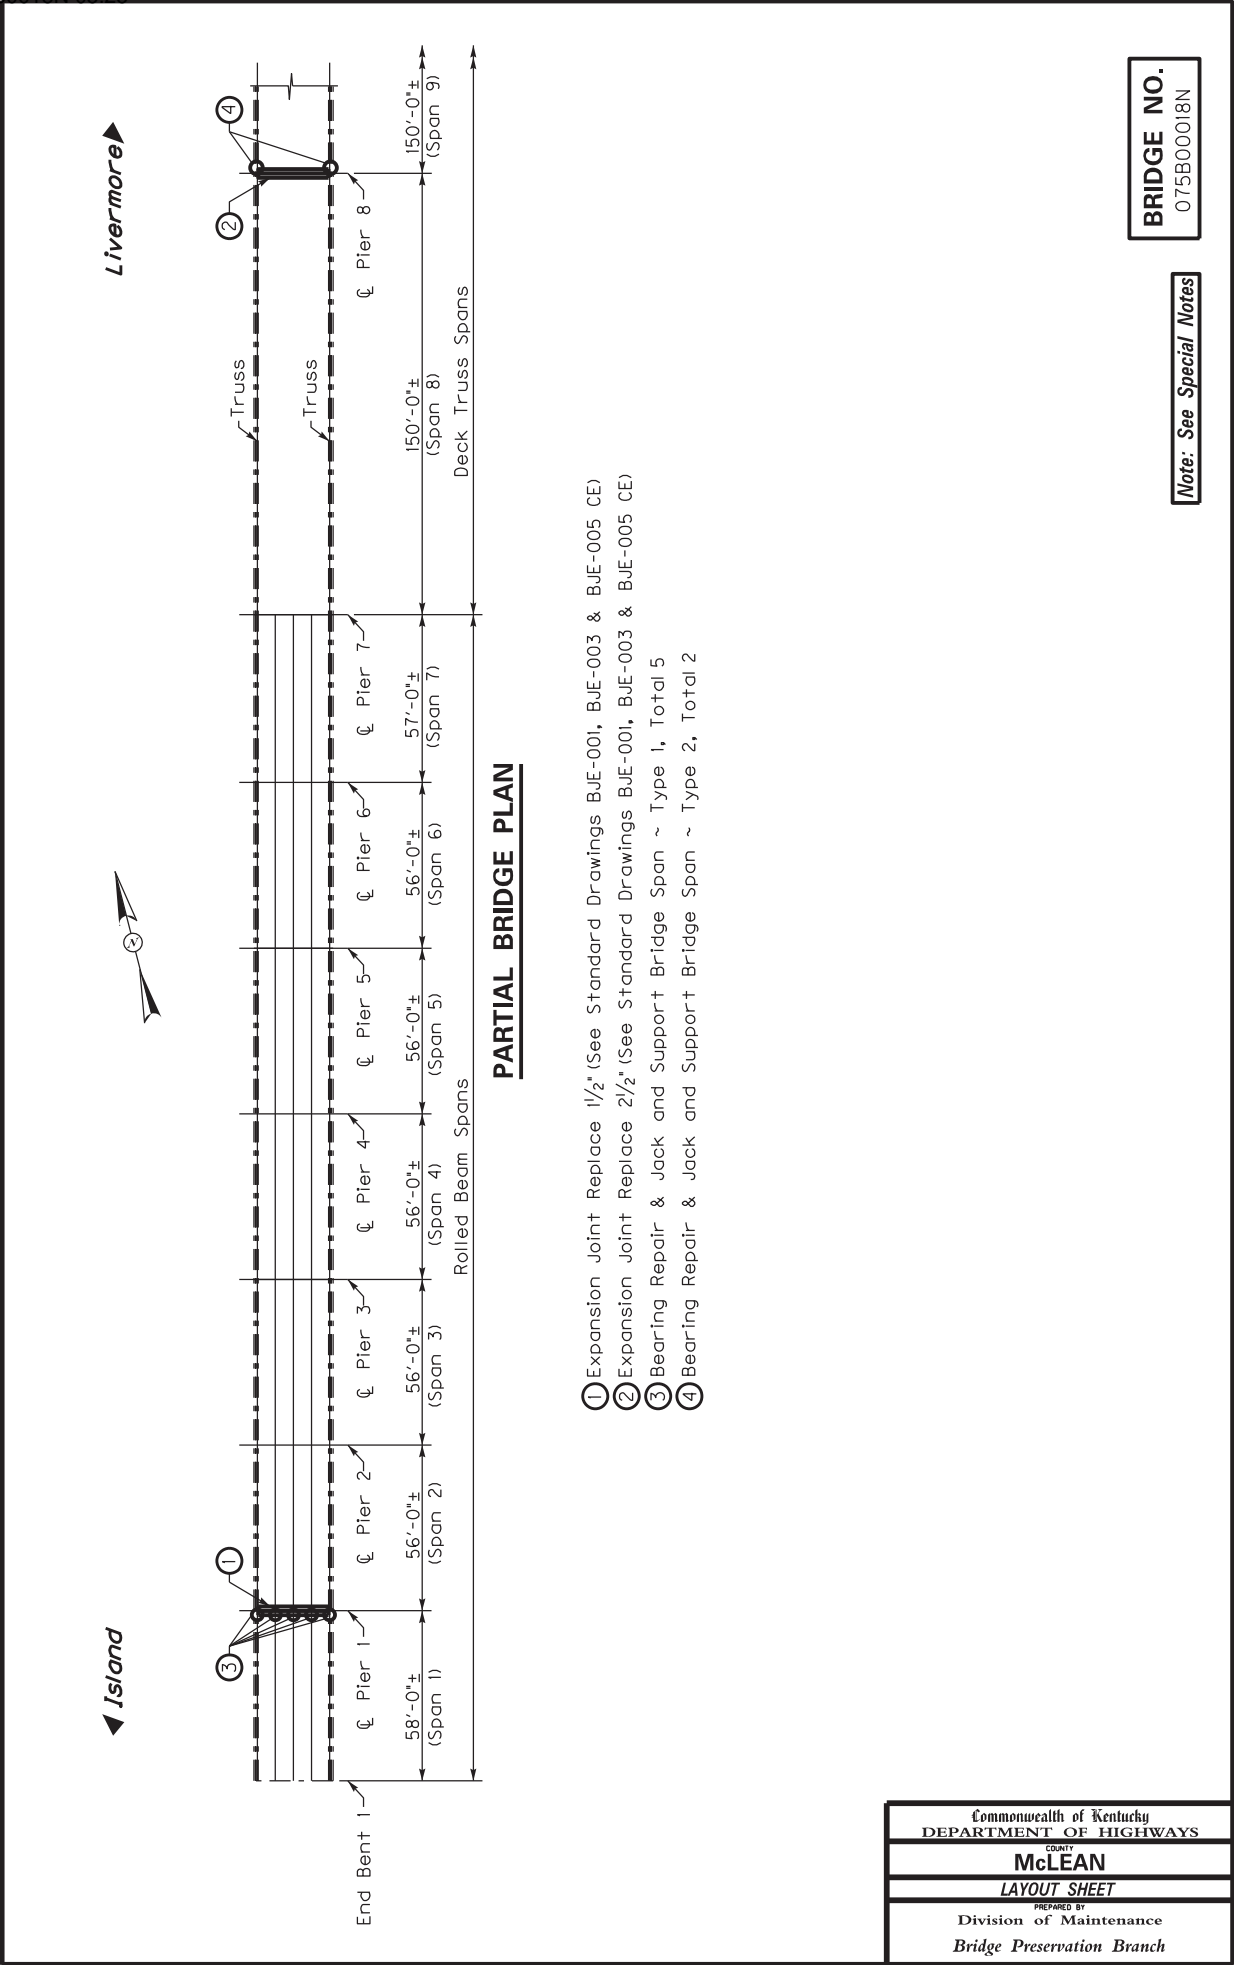 Island
Livermore
N
3
1
2
4
Truss
Truss
End Bent 1
℄ Pier 1
℄ Pier 2
℄ Pier 3
℄ Pier 4
℄ Pier 5
℄ Pier 6
℄ Pier 7
℄ Pier 8
58'-0"±
(Span 1)
56'-0"±
(Span 2)
56'-0"±
(Span 3)
56'-0"±
(Span 4)
56'-0"±
(Span 5)
56'-0"±
(Span 6)
57'-0"±
(Span 7)
150'-0"±
(Span 8)
150'-0"±
(Span 9)
Rolled Beam Spans
Deck Truss Spans
PARTIAL BRIDGE PLAN
1 Expansion Joint Replace 1½" (See Standard Drawings BJE-001, BJE-003 & BJE-005 CE)
2 Expansion Joint Replace 2½" (See Standard Drawings BJE-001, BJE-003 & BJE-005 CE)
3 Bearing Repair & Jack and Support Bridge Span ~ Type 1, Total 5
4 Bearing Repair & Jack and Support Bridge Span ~ Type 2, Total 2
BRIDGE NO.
075B00018N
Note: See Special Notes
Commonwealth of Kentucky
DEPARTMENT OF HIGHWAYS
COUNTY
McLEAN
LAYOUT SHEET
PREPARED BY
Division of Maintenance
Bridge Preservation Branch